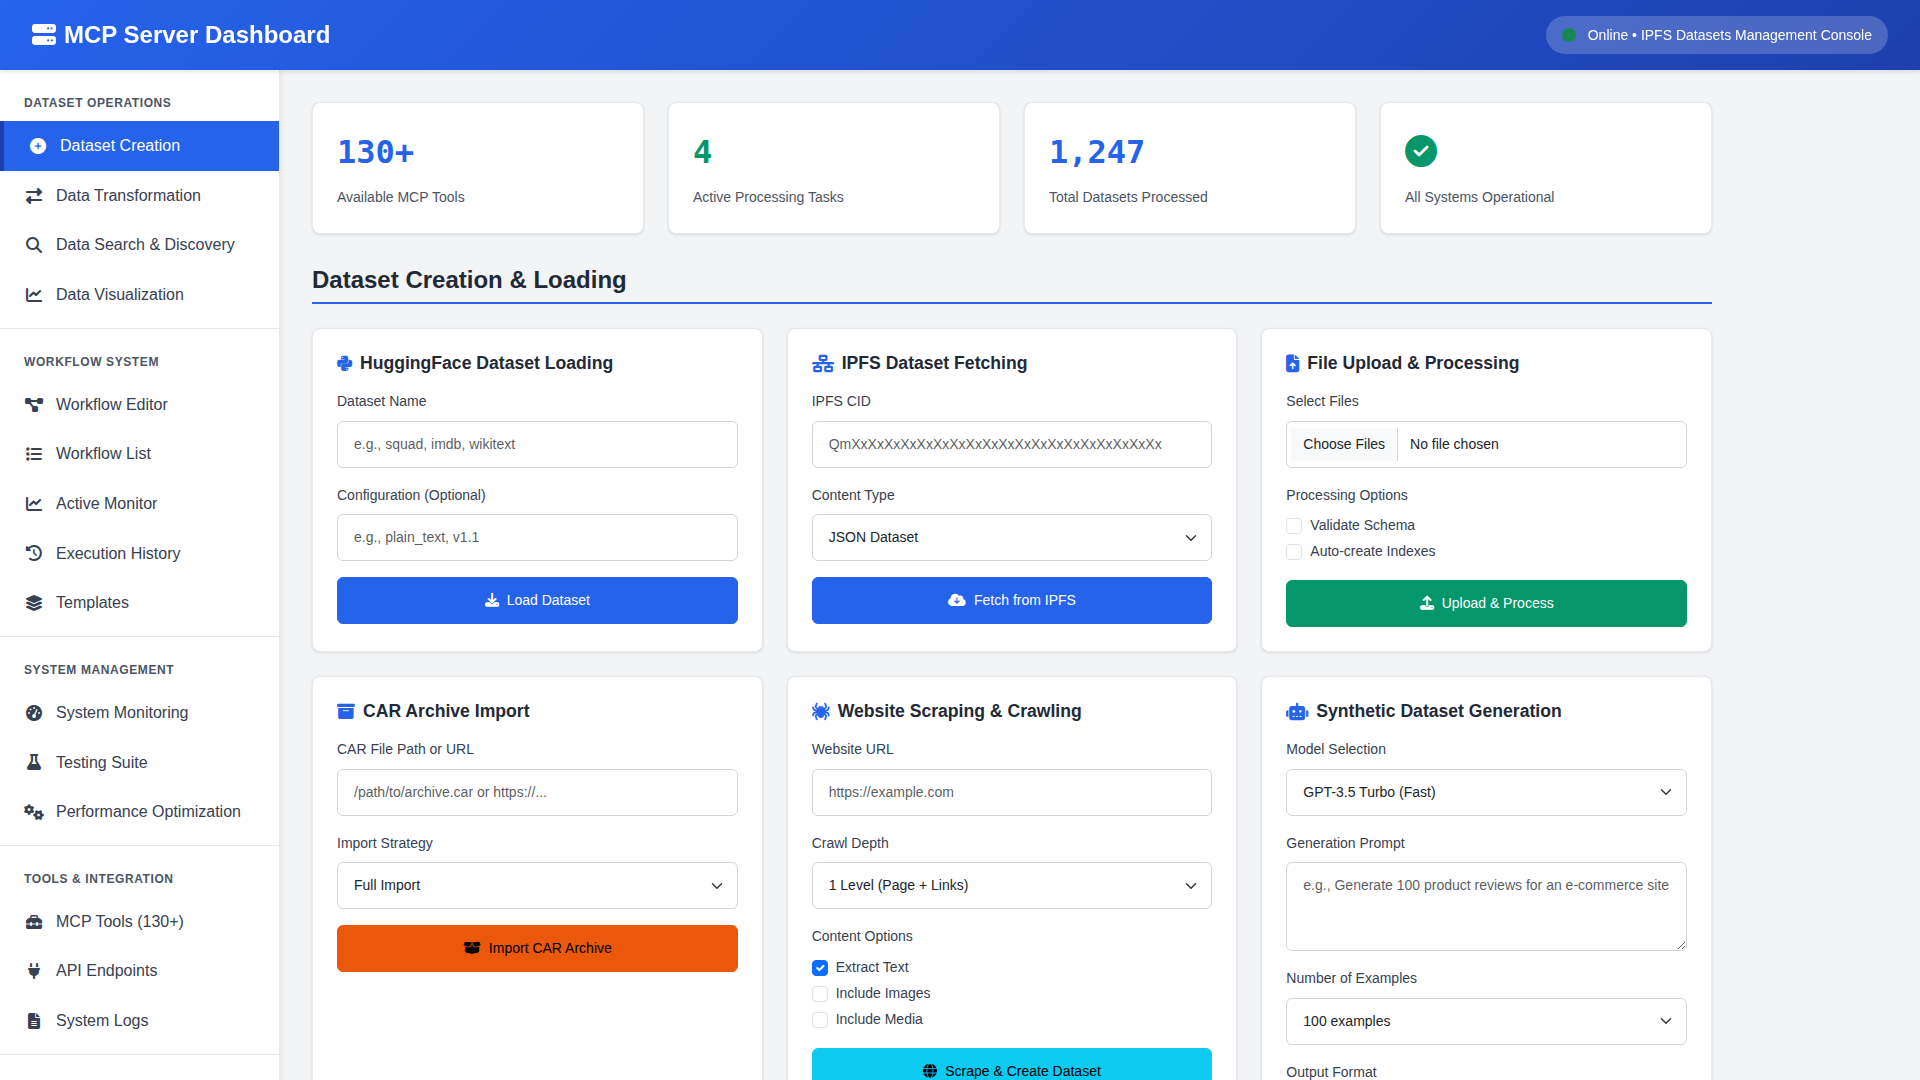 MCP Server Dashboard
Online • IPFS Datasets Management Console
DATASET OPERATIONS
Dataset Creation
Data Transformation
Data Search & Discovery
Data Visualization
WORKFLOW SYSTEM
Workflow Editor
Workflow List
Active Monitor
Execution History
Templates
SYSTEM MANAGEMENT
System Monitoring
Testing Suite
Performance Optimization
TOOLS & INTEGRATION
MCP Tools (130+)
API Endpoints
System Logs
130+
Available MCP Tools
4
Active Processing Tasks
1,247
Total Datasets Processed
All Systems Operational
Dataset Creation & Loading
HuggingFace Dataset Loading
Dataset Name
e.g., squad, imdb, wikitext
Configuration (Optional)
e.g., plain_text, v1.1
Load Dataset
IPFS Dataset Fetching
IPFS CID
QmXxXxXxXxXxXxXxXxXxXxXxXxXxXxXxXxXxXxXxXx
Content Type
JSON Dataset
Fetch from IPFS
File Upload & Processing
Select Files
Choose Files No file chosen
Processing Options
Validate Schema
Auto-create Indexes
Upload & Process
CAR Archive Import
CAR File Path or URL
/path/to/archive.car or https://...
Import Strategy
Full Import
Import CAR Archive
Website Scraping & Crawling
Website URL
https://example.com
Crawl Depth
1 Level (Page + Links)
Content Options
Extract Text
Include Images
Include Media
Scrape & Create Dataset
Synthetic Dataset Generation
Model Selection
GPT-3.5 Turbo (Fast)
Generation Prompt
e.g., Generate 100 product reviews for an e-commerce site
Number of Examples
100 examples
Output Format